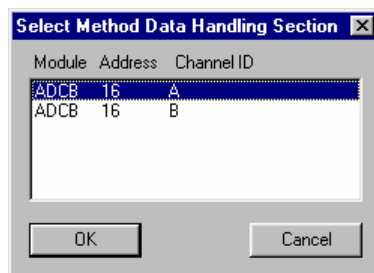 Select Method Data Handling Section
Module Address Channel ID
ADCB 16 A
ADCB 16 B
OK Cancel